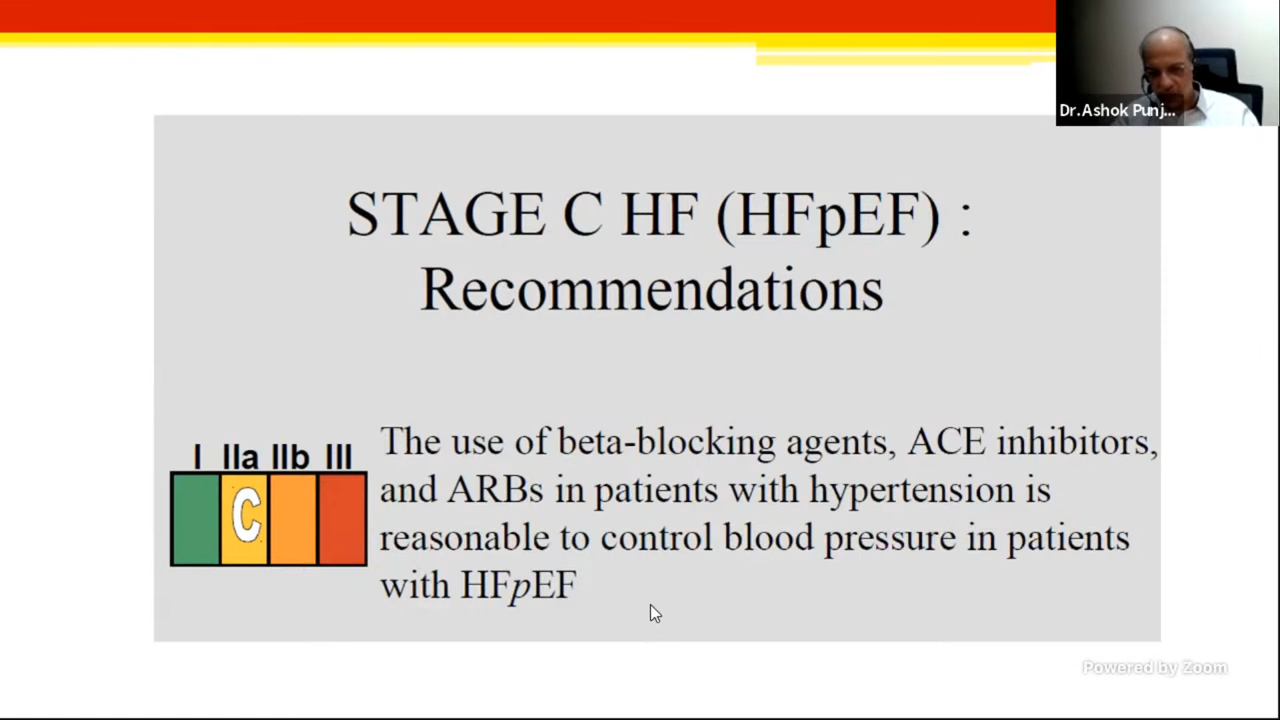 Dr.Ashok Punj...
STAGE C HF (HFpEF) :
Recommendations
I IIa IIb III
C
The use of beta-blocking agents, ACE inhibitors,
and ARBs in patients with hypertension is
reasonable to control blood pressure in patients
with HFpEF
Powered by Zoom